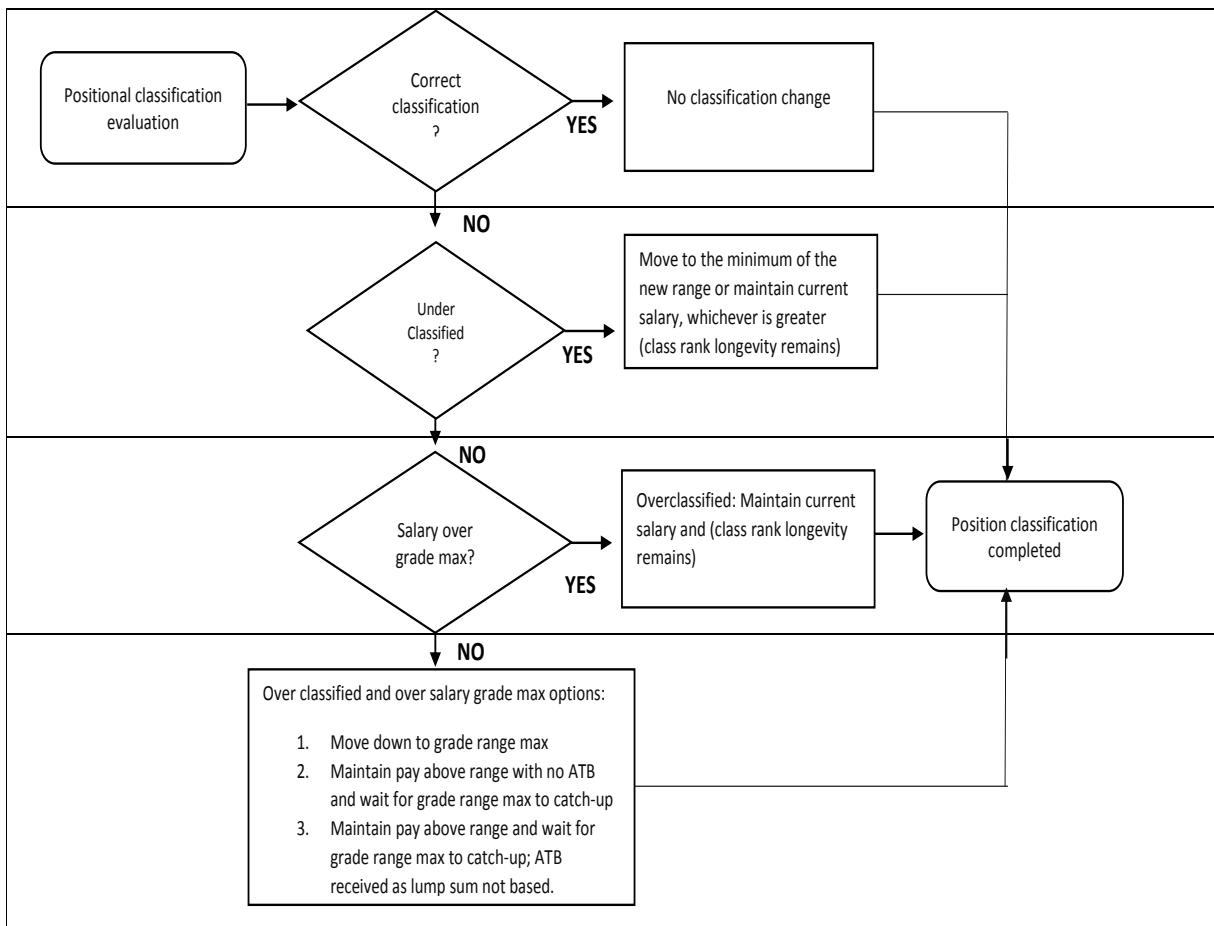 Positional classification
evaluation
Correct
classification
?
YES
No classification change
NO
Under
Classified
?
YES
Move to the minimum of the
new range or maintain current
salary, whichever is greater
(class rank longevity remains)
NO
Salary over
grade max?
YES
Overclassified: Maintain current
salary and (class rank longevity
remains)
Position classification
completed
NO
Over classified and over salary grade max options:
1. Move down to grade range max
2. Maintain pay above range with no ATB
and wait for grade range max to catch-up
3. Maintain pay above range and wait for
grade range max to catch-up; ATB
received as lump sum not based.